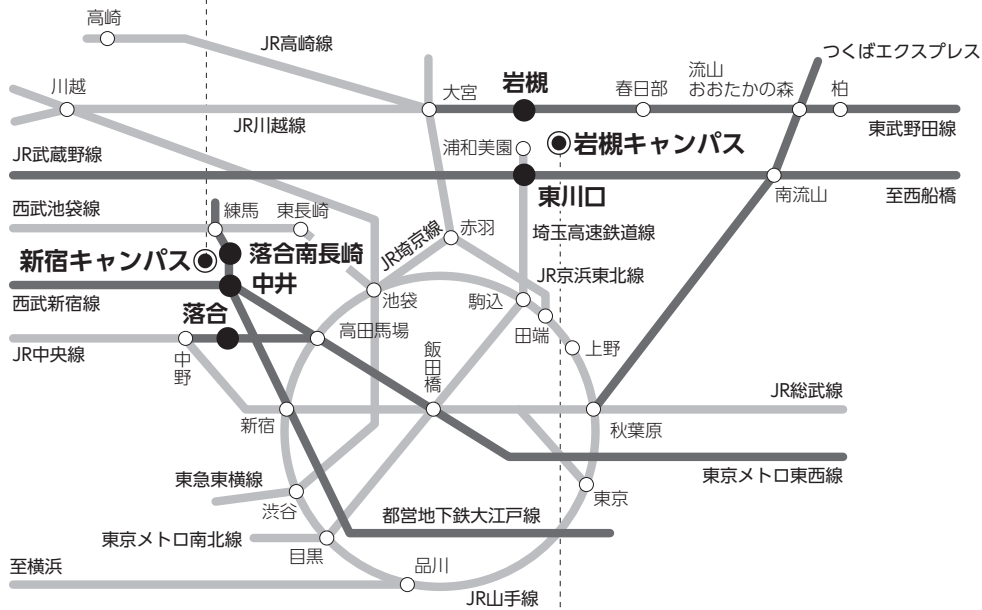 高崎
JR高崎線
つくばエクスプレス
川越
大宮
岩槻
春日部
流山
おおたかの森
柏
JR川越線
東武野田線
JR武蔵野線
浦和美園
岩槻キャンパス
東川口
南流山
至西船橋
西武池袋線
練馬
東長崎
JR埼京線
赤羽
埼玉高速鉄道線
新宿キャンパス
落合南長崎
中井
JR京浜東北線
西武新宿線
池袋
駒込
落合
高田馬場
田端
上野
JR中央線
中野
飯田橋
JR総武線
新宿
秋葉原
東急東横線
東京メトロ東西線
渋谷
東京
都営地下鉄大江戸線
東京メトロ南北線
目黒
至横浜
品川
JR山手線